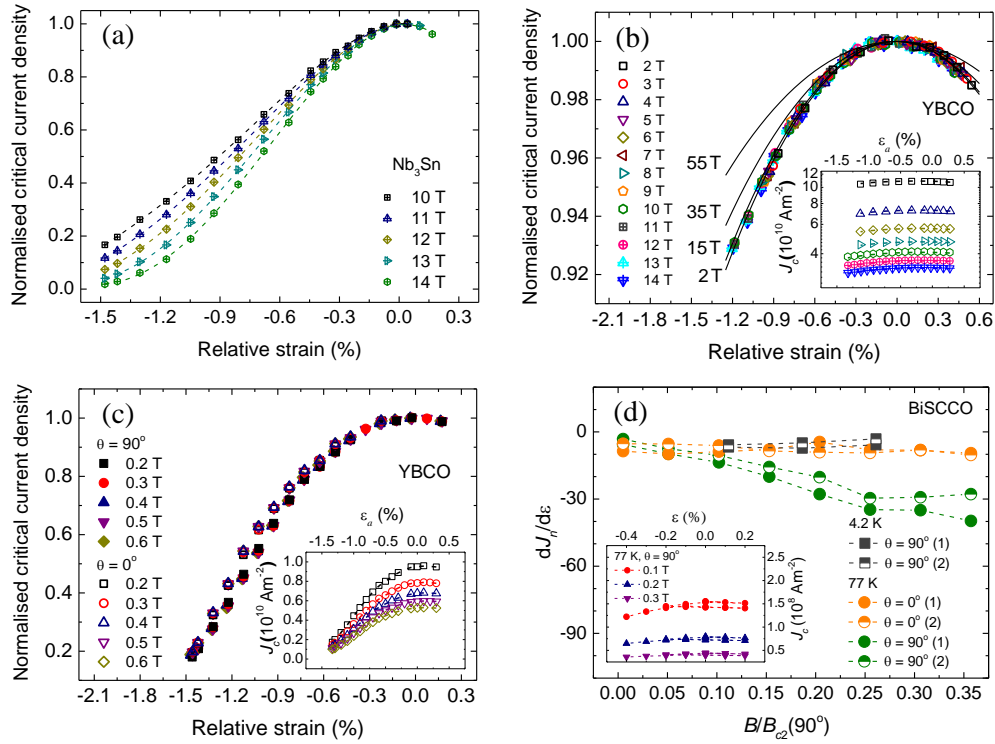 (a)
Normalised critical current density
1.0
0.8
0.6
0.4
0.2
0.0
Nb3Sn
10 T
11 T
12 T
13 T
14 T
-1.5 -1.2 -0.9 -0.6 -0.3 0.0 0.3
Relative strain (%)
(b)
Normalised critical current density
1.00
0.98
0.96
0.94
0.92
2 T
3 T
4 T
5 T
6 T
7 T
8 T
9 T
10 T
11 T
12 T
13 T
14 T
YBCO
55T
35T
15T
2T
εa (%)
-1.0 -0.5 0.0 0.5
Jc(10^10 Am-2)
10
8
6
4
-2.1 -1.8 -1.5 -1.2 -0.9 -0.6 -0.3 0.0 0.3 0.6
Relative strain (%)
(c)
Normalised critical current density
1.0
0.8
0.6
0.4
0.2
θ = 90°
0.2 T
0.3 T
0.4 T
0.5 T
0.6 T
θ = 0°
0.2 T
0.3 T
0.4 T
0.5 T
0.6 T
YBCO
εa (%)
-1.0 -0.5 0.0 0.5
Jc(10^10 Am-2)
1.0
0.8
0.6
0.4
0.2
0.0
-2.1 -1.8 -1.5 -1.2 -0.9 -0.6 -0.3 0.0 0.3
Relative strain (%)
(d)
BiSCCO
dJn/dε
0
-30
-60
-90
4.2 K
θ = 90° (1)
θ = 90° (2)
77 K
θ = 0° (1)
θ = 0° (2)
θ = 90° (1)
θ = 90° (2)
ε (%)
-0.4 -0.2 0.0 0.2
77 K, θ = 90°
0.1 T
0.2 T
0.3 T
2.5
2.0
1.5
1.0
0.5
Jc(10^8 Am-2)
0.00 0.05 0.10 0.15 0.20 0.25 0.30 0.35
B/Bc2(90°)